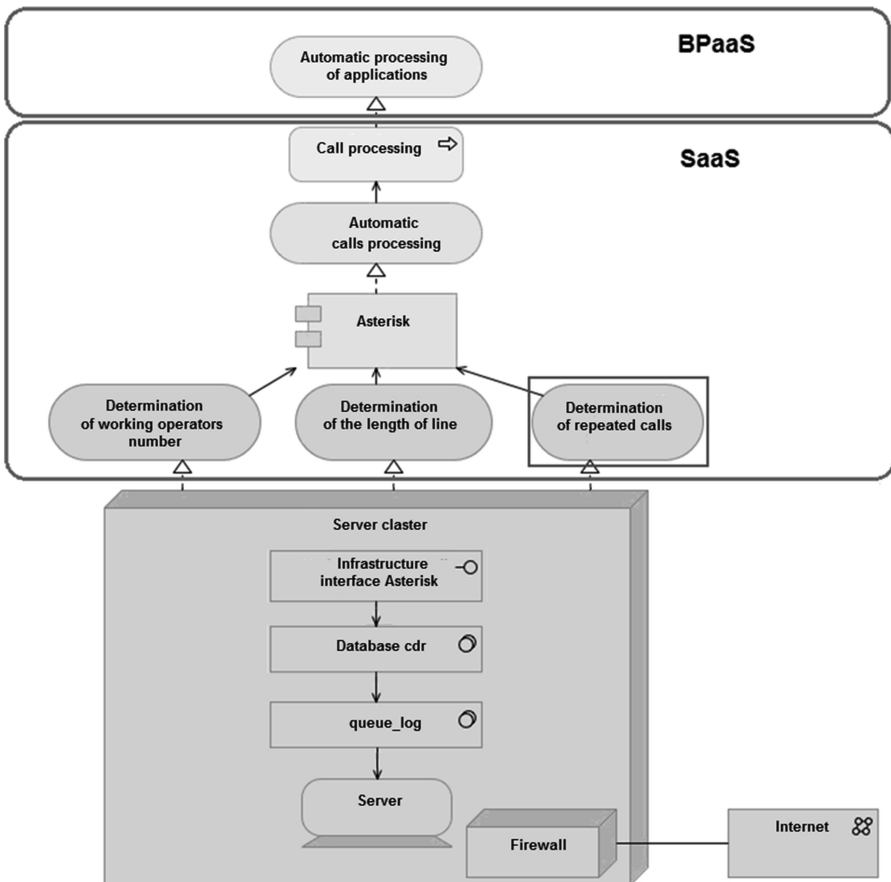 BPaaS
Automatic processing
of applications
SaaS
Call processing
Automatic
calls processing
Asterisk
Determination
of working operators
number
Determination
of the length of line
Determination
of repeated calls
Server claster
Infrastructure
interface Asterisk
Database cdr
queue_log
Server
Firewall
Internet